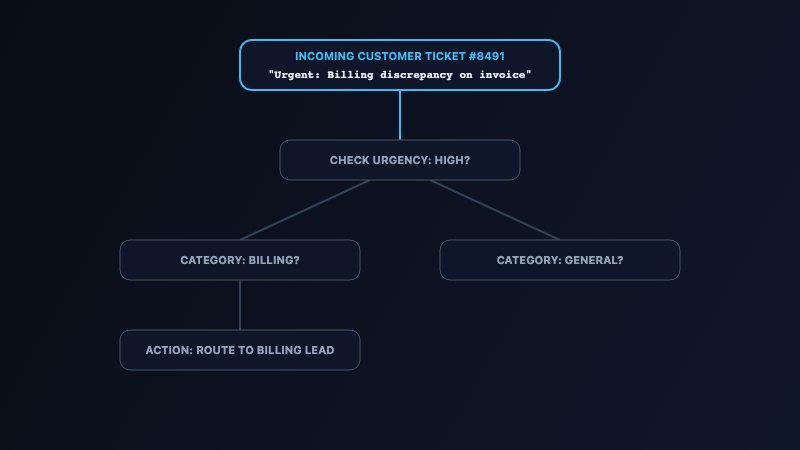 INCOMING CUSTOMER TICKET #8491
"Urgent: Billing discrepancy on invoice"
CHECK URGENCY: HIGH?
CATEGORY: BILLING?
CATEGORY: GENERAL?
ACTION: ROUTE TO BILLING LEAD